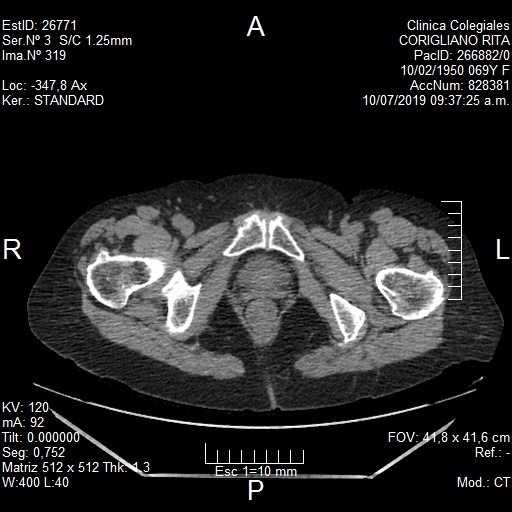 EstID: 26771
Ser.Nº 3 S/C 1.25mm
Ima.Nº 319
Loc: -347,8 Ax
Ker.: STANDARD
A
Clinica Colegiales
CORIGLIANO RITA
PacID: 266882/0
10/02/1950 069Y F
AccNum: 828381
10/07/2019 09:37:25 a.m.
R
L
KV: 120
mA: 92
Tilt: 0.000000
Seg: 0,752
Matriz 512 x 512 Thk: 1.3
W:400 L:40
Esc 1=10 mm
P
FOV: 41,8 x 41,6 cm
Ref.: -
Mod.: CT